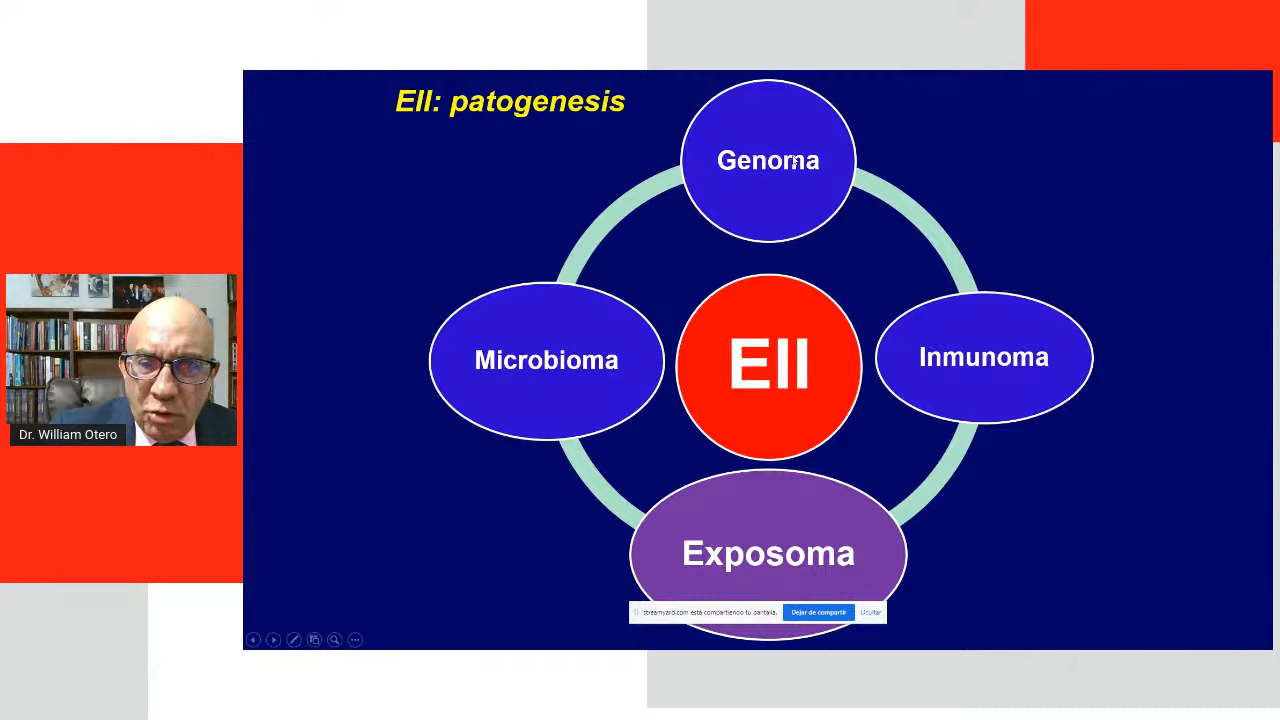 EII: patogenesis
Genoma
Microbioma
EII
Inmunoma
Exposoma
streamyard.com está compartiendo tu pantalla.
Dejar de compartir
Ocultar
Dr. William Otero